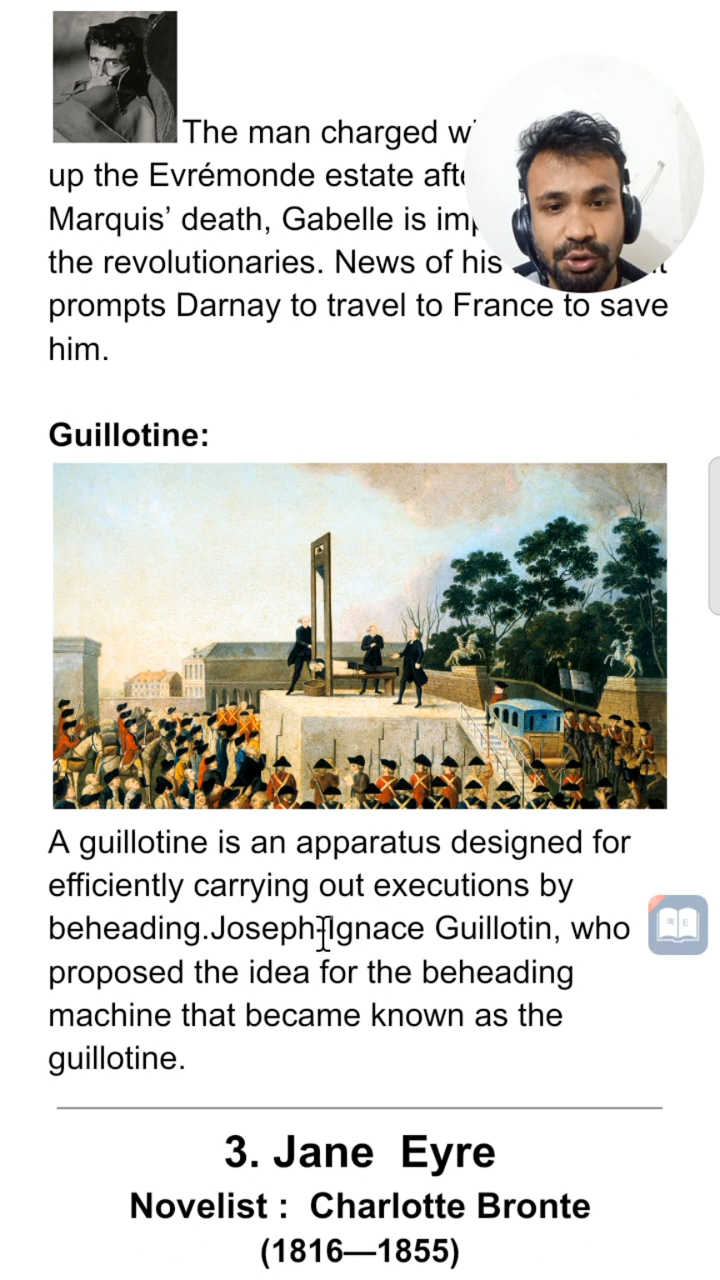 The man charged
up the Evrémonde estate
Marquis’ death, Gabelle is
the revolutionaries. News of his
prompts Darnay to travel to France to save
him.
Guillotine:
A guillotine is an apparatus designed for
efficiently carrying out executions by
beheading.Joseph-Ignace Guillotin, who
proposed the idea for the beheading
machine that became known as the
guillotine.
3. Jane Eyre
Novelist : Charlotte Bronte
(1816—1855)